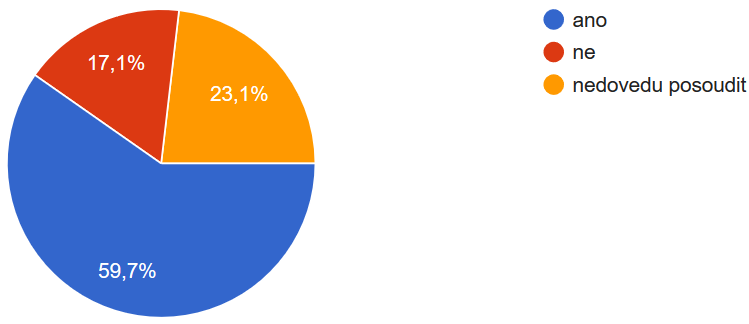 17,1%
23,1%
59,7%
ano
ne
nedovedu posoudit